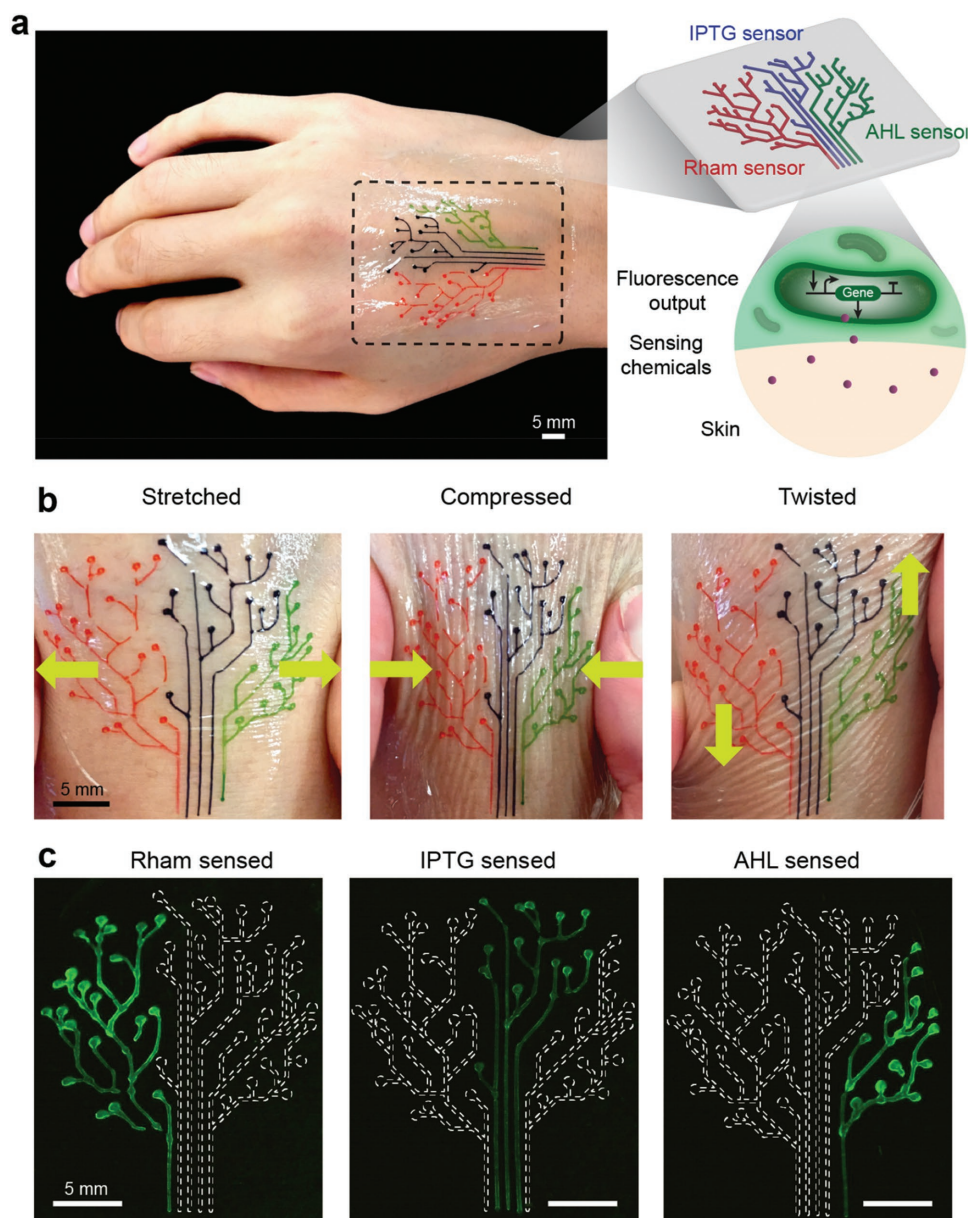 a
IPTG sensor
AHL sensor
Rham sensor
Fluorescence
output
Gene
Sensing
chemicals
Skin
5 mm
b
Stretched
Compressed
Twisted
5 mm
c
Rham sensed
IPTG sensed
AHL sensed
5 mm